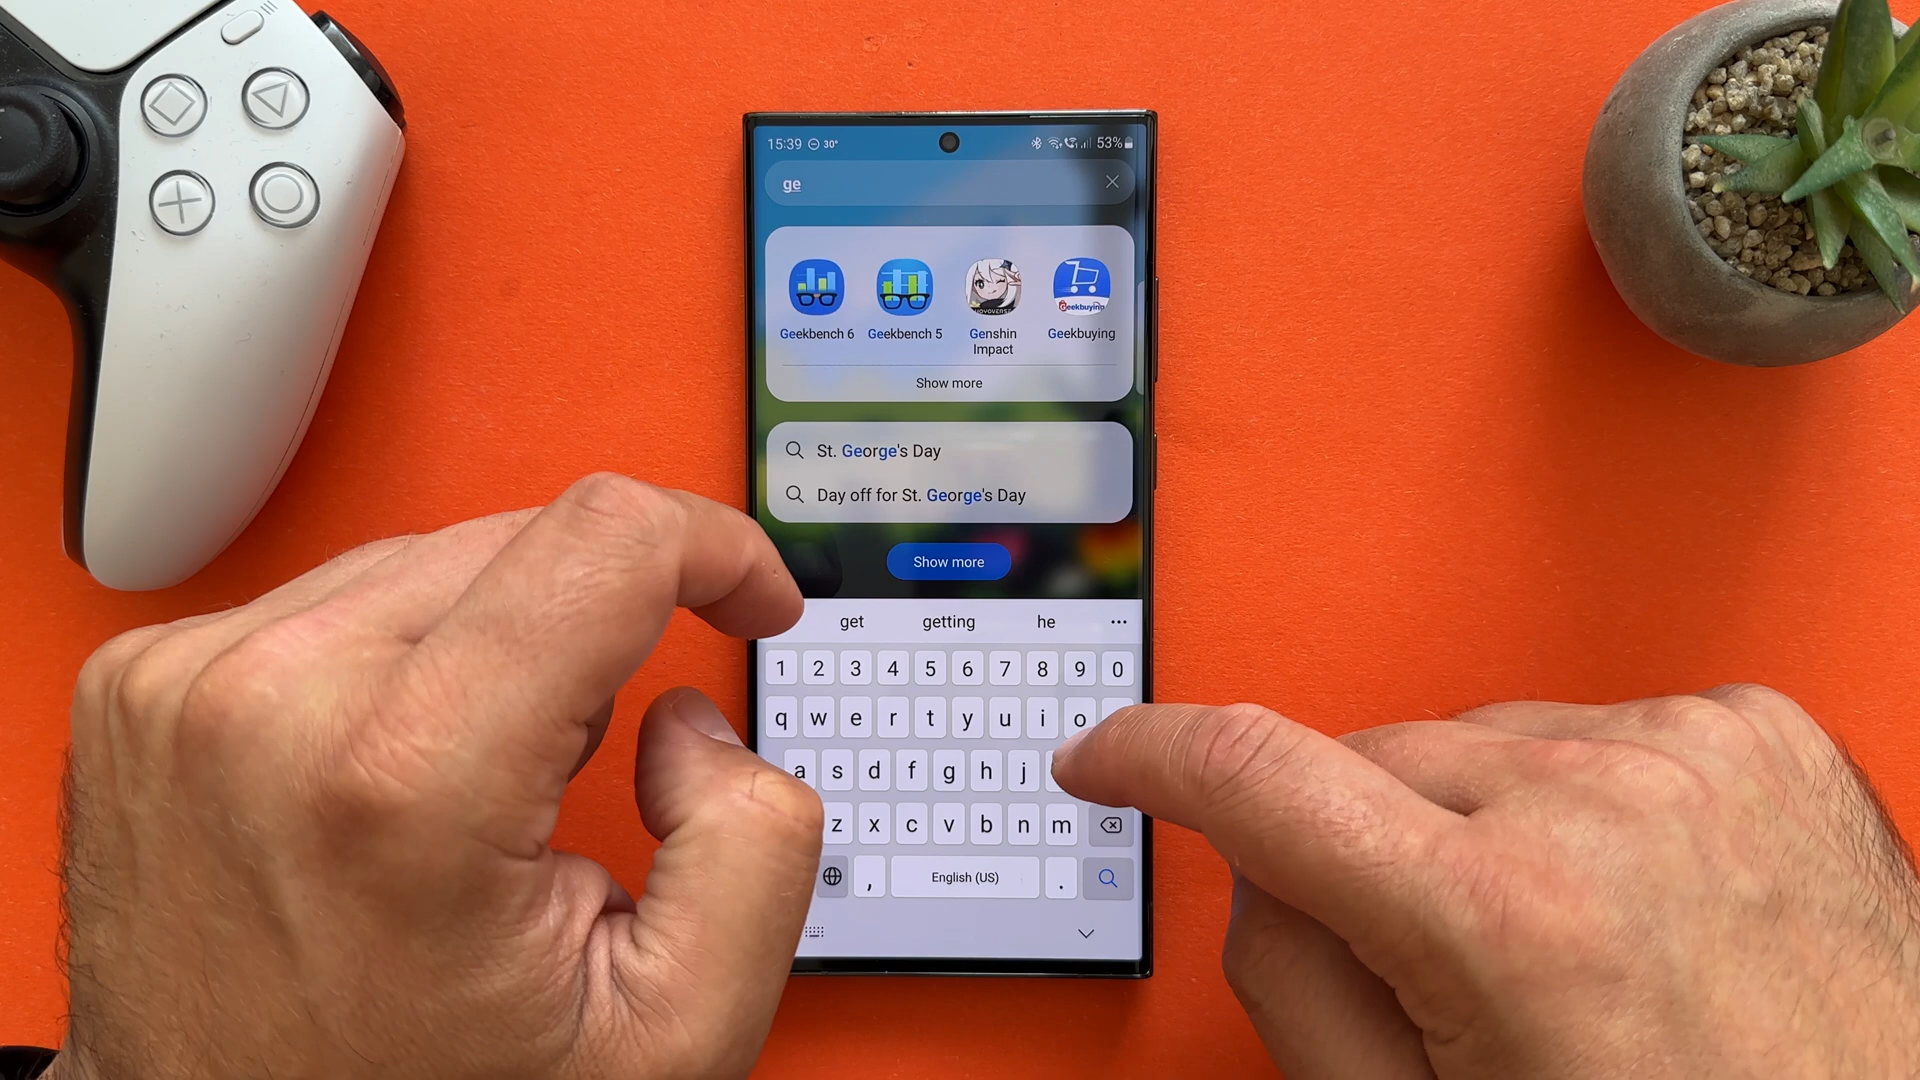 15:39 30° 53%
ge
Geekbuying
HOYOVERSE
Geekbench 6 Geekbench 5 Genshin Impact Geekbuying
Show more
St. George's Day
Day off for St. George's Day
Show more
get getting he
1 2 3 4 5 6 7 8 9 0
q w e r t y u i o
a s d f g h j
z x c v b n m
, English (US) .